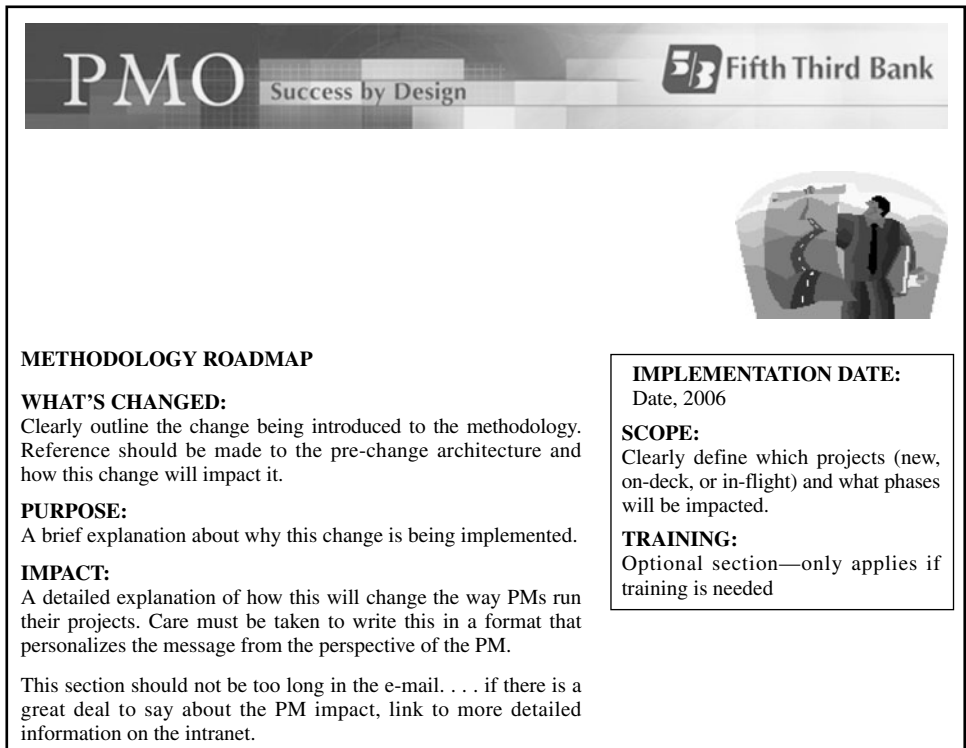 PMO Success by Design
5/3 Fifth Third Bank
METHODOLOGY ROADMAP
WHAT'S CHANGED:
Clearly outline the change being introduced to the methodology.
Reference should be made to the pre-change architecture and
how this change will impact it.
PURPOSE:
A brief explanation about why this change is being implemented.
IMPACT:
A detailed explanation of how this will change the way PMs run
their projects. Care must be taken to write this in a format that
personalizes the message from the perspective of the PM.
This section should not be too long in the e-mail. . . . if there is a
great deal to say about the PM impact, link to more detailed
information on the intranet.
IMPLEMENTATION DATE:
Date, 2006
SCOPE:
Clearly define which projects (new,
on-deck, or in-flight) and what phases
will be impacted.
TRAINING:
Optional section—only applies if
training is needed